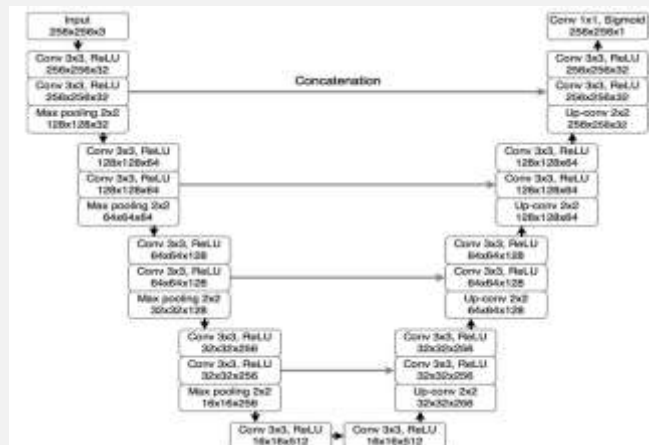 Input
256x256x3
Conv 3x3, ReLU
256x256x32
Conv 3x3, ReLU
256x256x32
Max pooling 2x2
128x128x32
Conv 3x3, ReLU
128x128x64
Conv 3x3, ReLU
128x128x64
Max pooling 2x2
64x64x64
Conv 3x3, ReLU
64x64x128
Conv 3x3, ReLU
64x64x128
Max pooling 2x2
32x32x128
Conv 3x3, ReLU
32x32x256
Conv 3x3, ReLU
32x32x256
Max pooling 2x2
16x16x256
Conv 3x3, ReLU
16x16x512
Concatenation
Conv 3x3, ReLU
16x16x512
Conv 1x1, Sigmoid
256x256x1
Conv 3x3, ReLU
256x256x32
Conv 3x3, ReLU
256x256x32
Up-conv 2x2
256x256x32
Conv 3x3, ReLU
128x128x64
Conv 3x3, ReLU
128x128x64
Up-conv 2x2
128x128x64
Conv 3x3, ReLU
64x64x128
Conv 3x3, ReLU
64x64x128
Up-conv 2x2
64x64x128
Conv 3x3, ReLU
32x32x256
Conv 3x3, ReLU
32x32x256
Up-conv 2x2
32x32x256